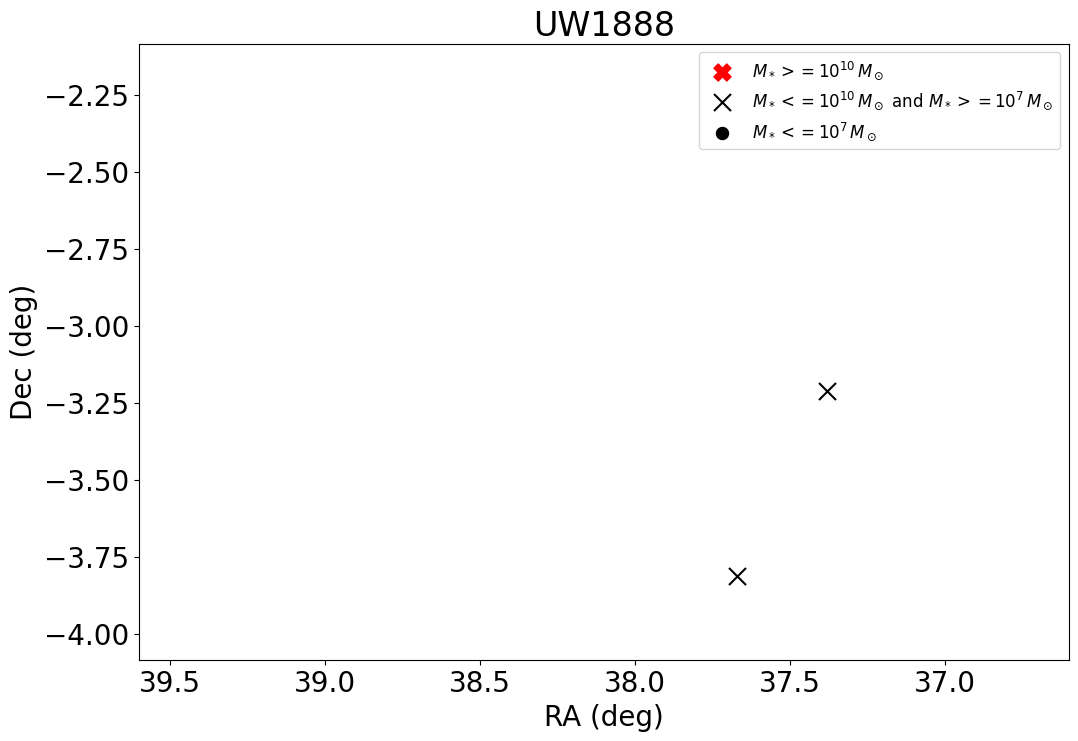 UW1888
M* >= 10^10 M⊙
M* <= 10^10 M⊙ and M* >= 10^7 M⊙
M* <= 10^7 M⊙
−2.25
−2.50
−2.75
−3.00
−3.25
−3.50
−3.75
−4.00
Dec (deg)
39.5 39.0 38.5 38.0 37.5 37.0
RA (deg)